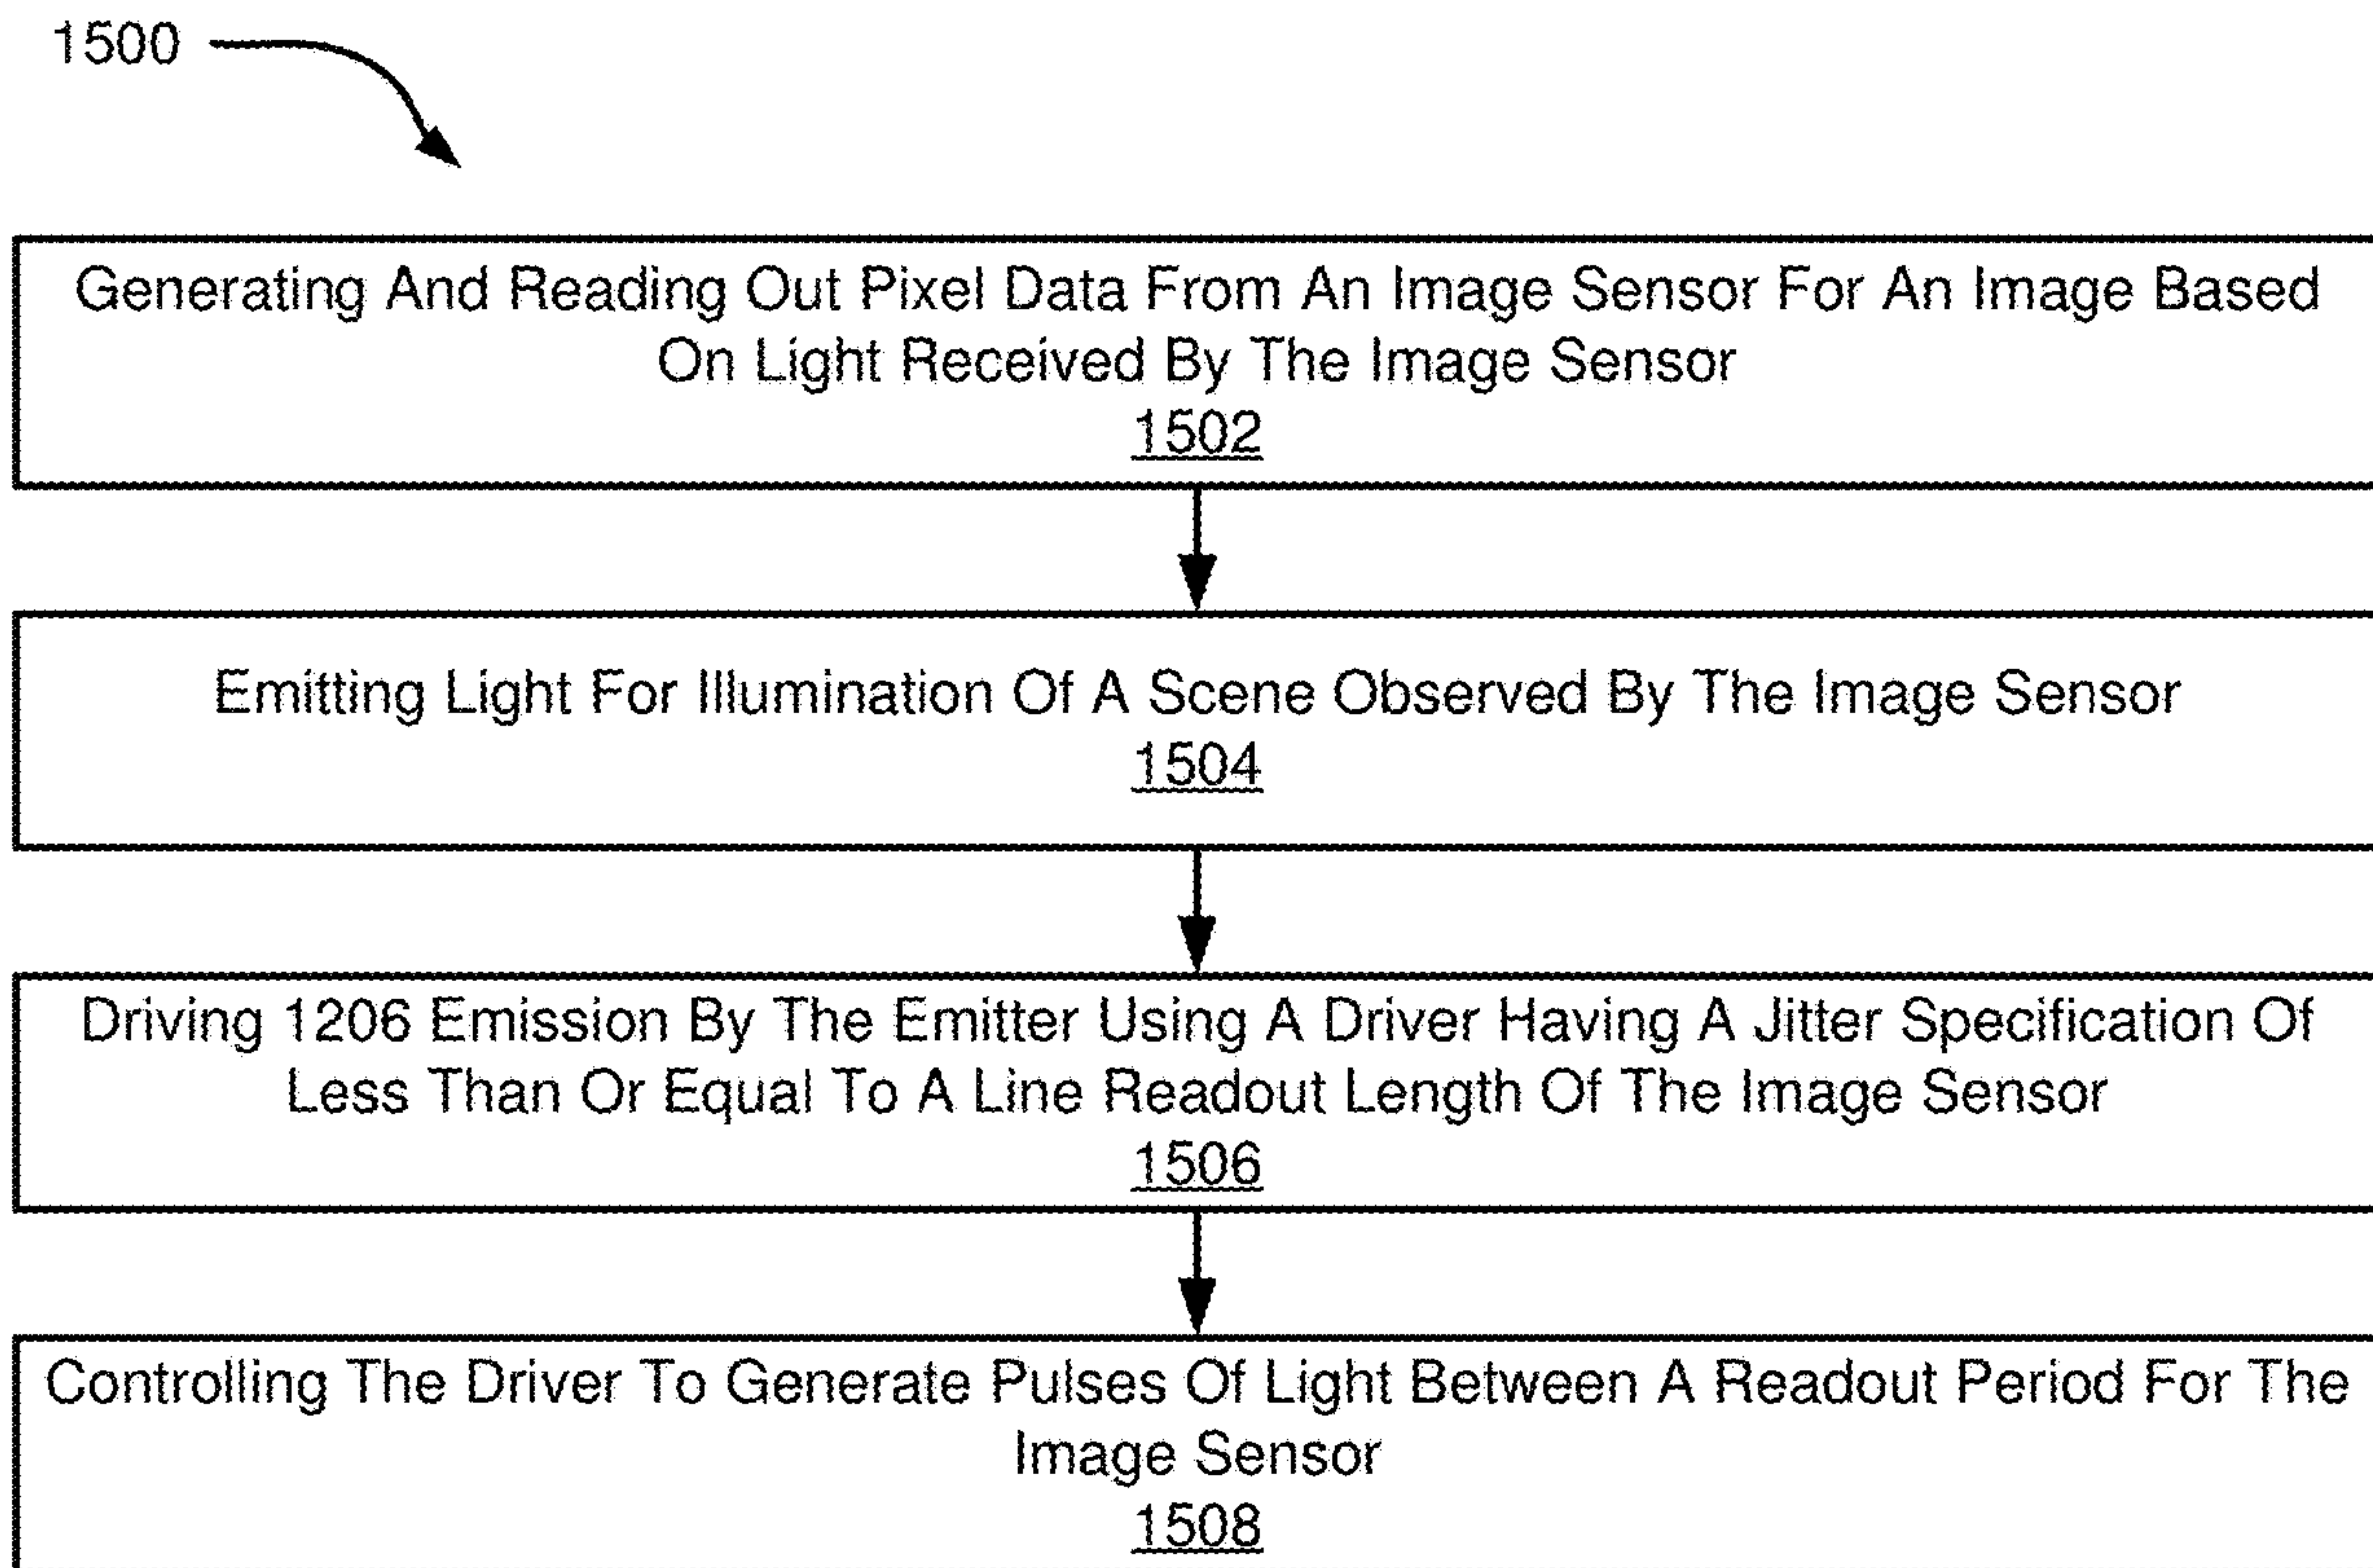 1500
Generating And Reading Out Pixel Data From An Image Sensor For An Image Based
On Light Received By The Image Sensor
1502
Emitting Light For Illumination Of A Scene Observed By The Image Sensor
1504
Driving 1206 Emission By The Emitter Using A Driver Having A Jitter Specification Of
Less Than Or Equal To A Line Readout Length Of The Image Sensor
1506
Controlling The Driver To Generate Pulses Of Light Between A Readout Period For The
Image Sensor
1508